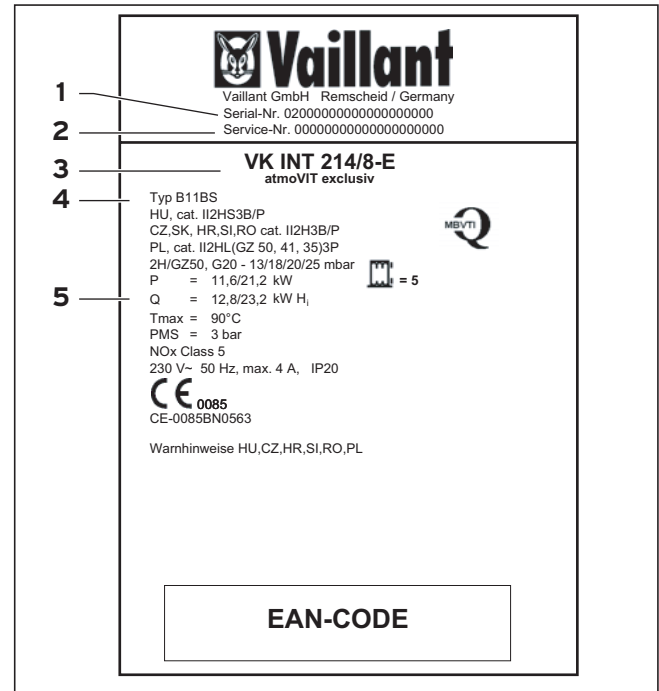 Vaillant
Vaillant GmbH Remscheid / Germany
1 Serial-Nr. 02000000000000000000
2 Service-Nr. 00000000000000000000
3 VK INT 214/8-E
atmoVIT exclusiv
4 Typ B11BS
HU, cat. II2HS3B/P
CZ,SK, HR,SI,RO cat. II2H3B/P
MBVTI
PL, cat. II2HL(GZ 50, 41, 35)3P
2H/GZ50, G20 - 13/18/20/25 mbar
P = 11,6/21,2 kW = 5
5 Q = 12,8/23,2 kW Hi
Tmax = 90°C
PMS = 3 bar
NOx Class 5
230 V~ 50 Hz, max. 4 A, IP20
CE 0085
CE-0085BN0563
Warnhinweise HU,CZ,HR,SI,RO,PL
EAN-CODE